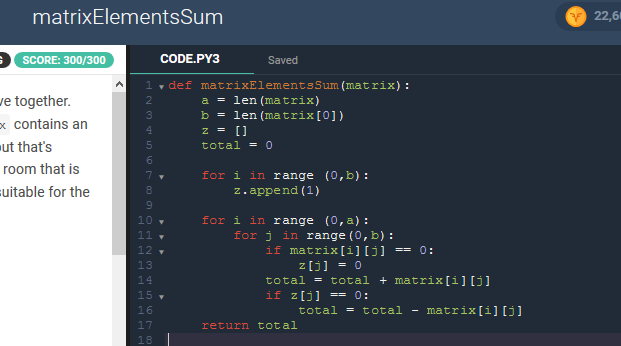 matrixElementsSum
22,6
G SCORE: 300/300 CODE.PY3 Saved
ve together.
x contains an
but that's
room that is
suitable for the
1 def matrixElementsSum(matrix):
2 a = len(matrix)
3 b = len(matrix[0])
4 z = []
5 total = 0
6
7 for i in range (0,b):
8 z.append(1)
9
10 for i in range (0,a):
11 for j in range(0,b):
12 if matrix[i][j] == 0:
13 z[j] = 0
14 total = total + matrix[i][j]
15 if z[j] == 0:
16 total = total - matrix[i][j]
17 return total
18